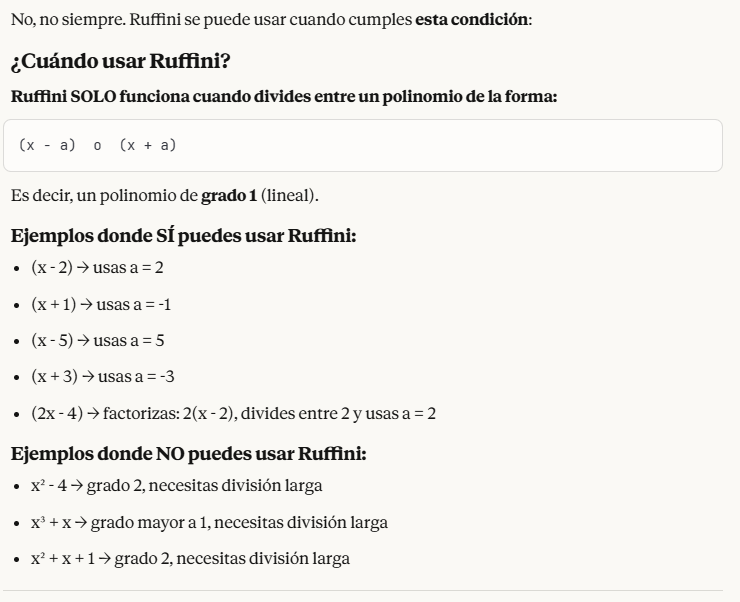 No, no siempre. Ruffini se puede usar cuando cumples esta condición:
¿Cuándo usar Ruffini?
Ruffini SOLO funciona cuando divides entre un polinomio de la forma:
(x - a)  o  (x + a)
Es decir, un polinomio de grado 1 (lineal).
Ejemplos donde SÍ puedes usar Ruffini:
• (x - 2) → usas a = 2
• (x + 1) → usas a = -1
• (x - 5) → usas a = 5
• (x + 3) → usas a = -3
• (2x - 4) → factorizas: 2(x - 2), divides entre 2 y usas a = 2
Ejemplos donde NO puedes usar Ruffini:
• x² - 4 → grado 2, necesitas división larga
• x³ + x → grado mayor a 1, necesitas división larga
• x² + x + 1 → grado 2, necesitas división larga